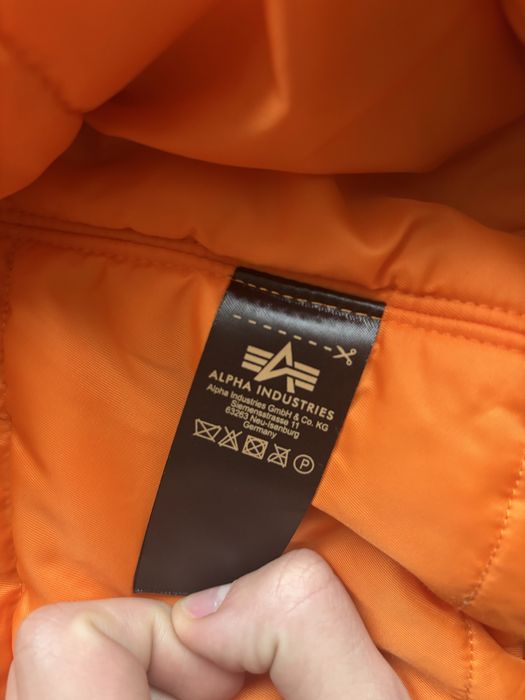 ALPHA INDUSTRIES
Alpha Industries GmbH & Co. KG
Siemensstrasse 11
63263 Neu-Isenburg
Germany
P